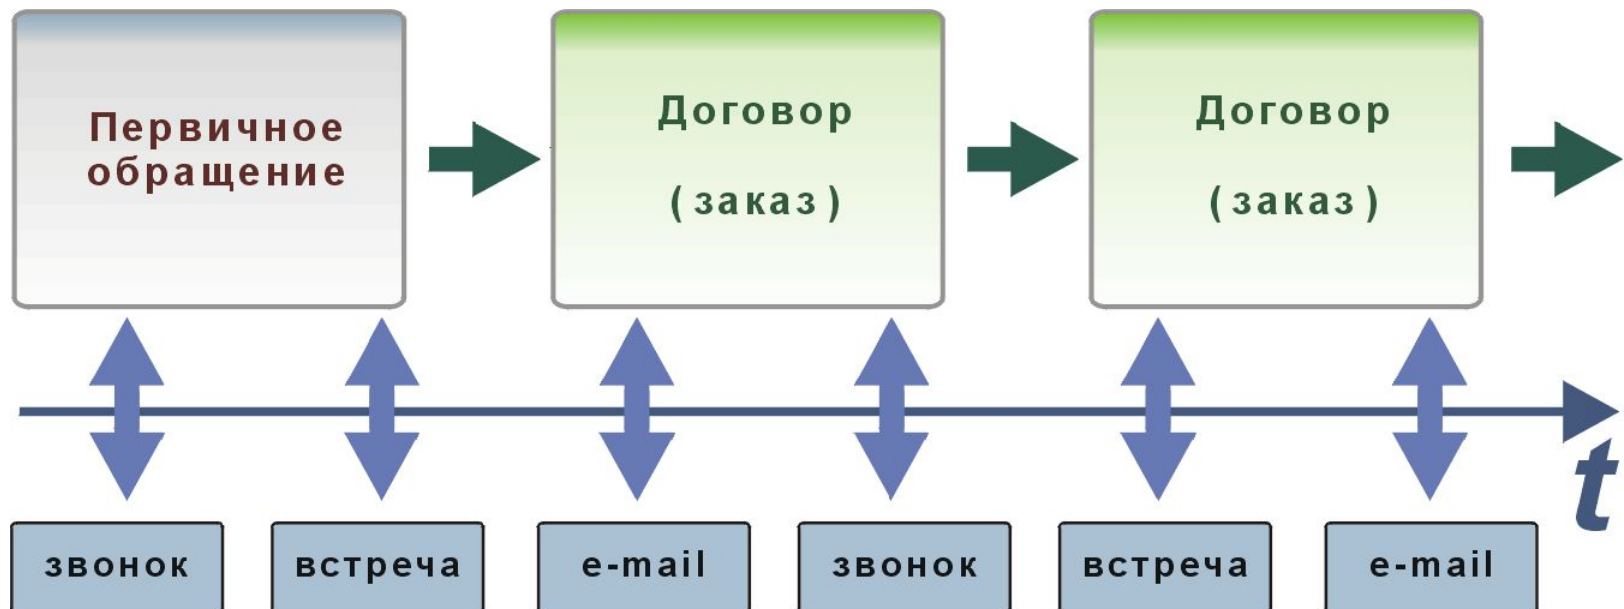 Первичное
обращение
Договор
(заказ)
Договор
(заказ)
t
звонок
встреча
e-mail
звонок
встреча
e-mail